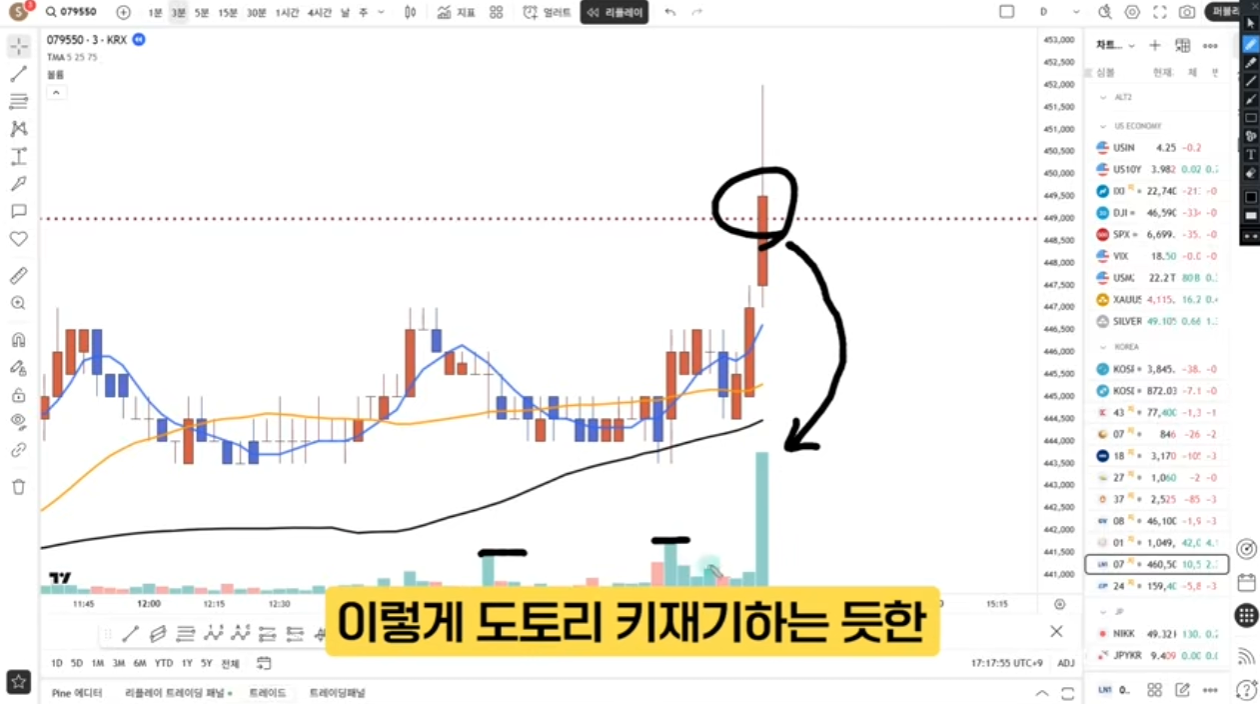 S 3 079550 1분 3분 5분 15분 30분 1시간 4시간 날 주 지표 얼러트 리플레이 D
079550 · 3 · KRX
TMA 5 25 75
볼륨
453,000
452,500
452,000
451,500
451,000
450,500
450,000
449,500
449,000
448,500
448,000
447,500
447,000
446,500
446,000
445,500
445,000
444,500
444,000
443,500
443,000
442,500
442,000
441,500
441,000
차트...
심볼 현재. 체
ALT2
US ECONOMY
USIN 4.25 -0.2
US10Y 3.982 0.02 0.2
IXJ 22,740 -0
DJI 46,590 -0
SPX 6,699. -35. -0
VIX 18.50 -0.0 -0
22.2T 80B
XAUUS 4,115. 16.2 0.4
SILVER 49.105 0.66 1.
KOREA
KOSI 3,845. -38. -0
KOSI 872.03 -7.1 -0
43 77,400 -1,3 -1
07 846 -26 -2
18 3,170 -3
27 1,060 -2 -0
37 2,525 -85 -3
08 46,100 -1,9 -3
01 1,049, 42,0 4.
LN1 07 460,50 10,5 2.
24 159,40 -5,8 -3
JP
NIKK 49.32K 130. 0.2
JPYKR 9.409 0.00 0.0
11:45 12:00 12:15 12:30 15:15
이렇게 도토리 키재기하는 듯한
1D 5D 1M 3M 6M YTD 1Y 5Y 전체 17:17:55 UTC+9 ADJ
Pine 에디터 리플레이 트레이딩 패널 트레이드 트레이딩패널 LN1 0..